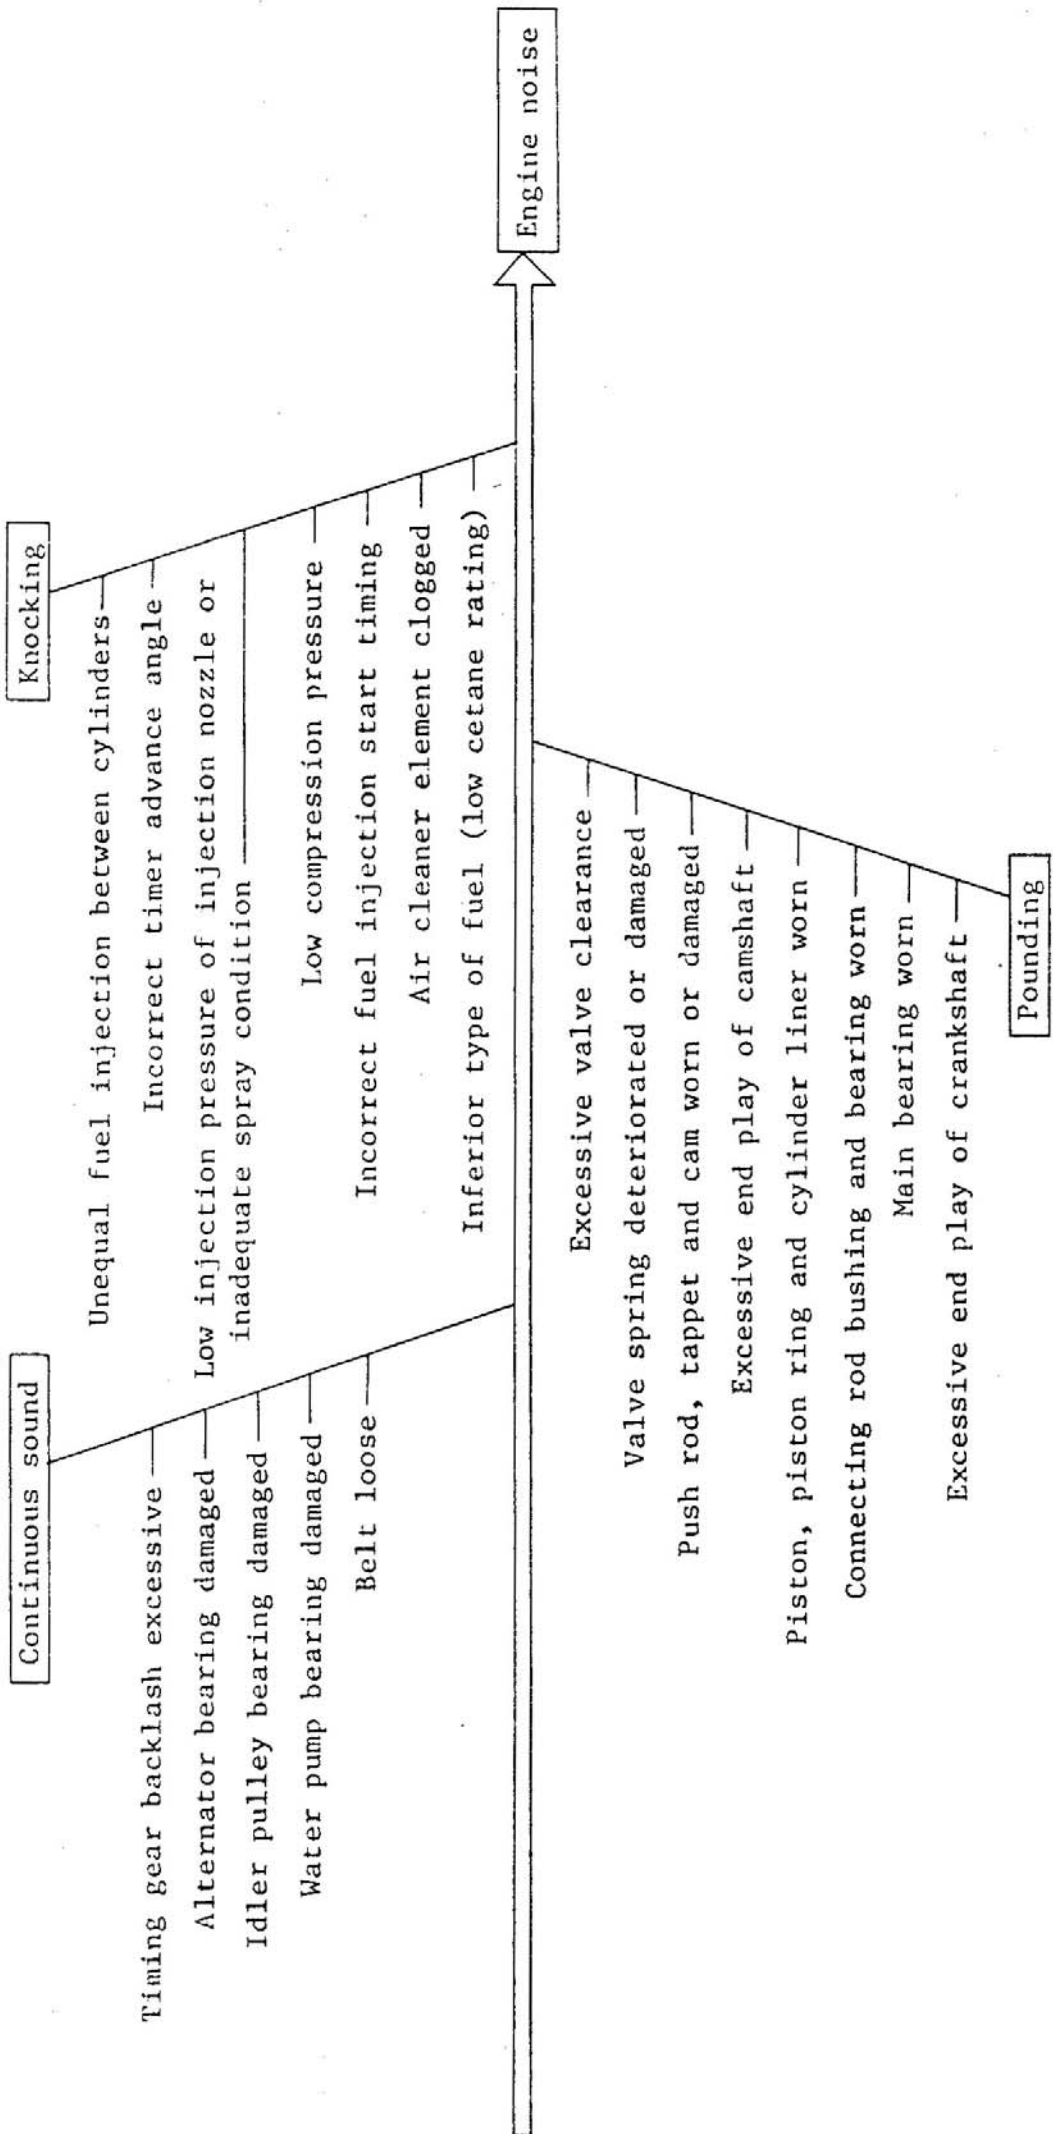 Continuous sound
Timing gear backlash excessive
Alternator bearing damaged
Idler pulley bearing damaged
Water pump bearing damaged
Belt loose
Knocking
Unequal fuel injection between cylinders
Incorrect timer advance angle
Low injection pressure of injection nozzle or
inadequate spray condition
Low compression pressure
Incorrect fuel injection start timing
Air cleaner element clogged
Inferior type of fuel (low cetane rating)
Engine noise
Excessive valve clearance
Valve spring deteriorated or damaged
Push rod, tappet and cam worn or damaged
Excessive end play of camshaft
Piston, piston ring and cylinder liner worn
Connecting rod bushing and bearing worn
Main bearing worn
Excessive end play of crankshaft
Pounding